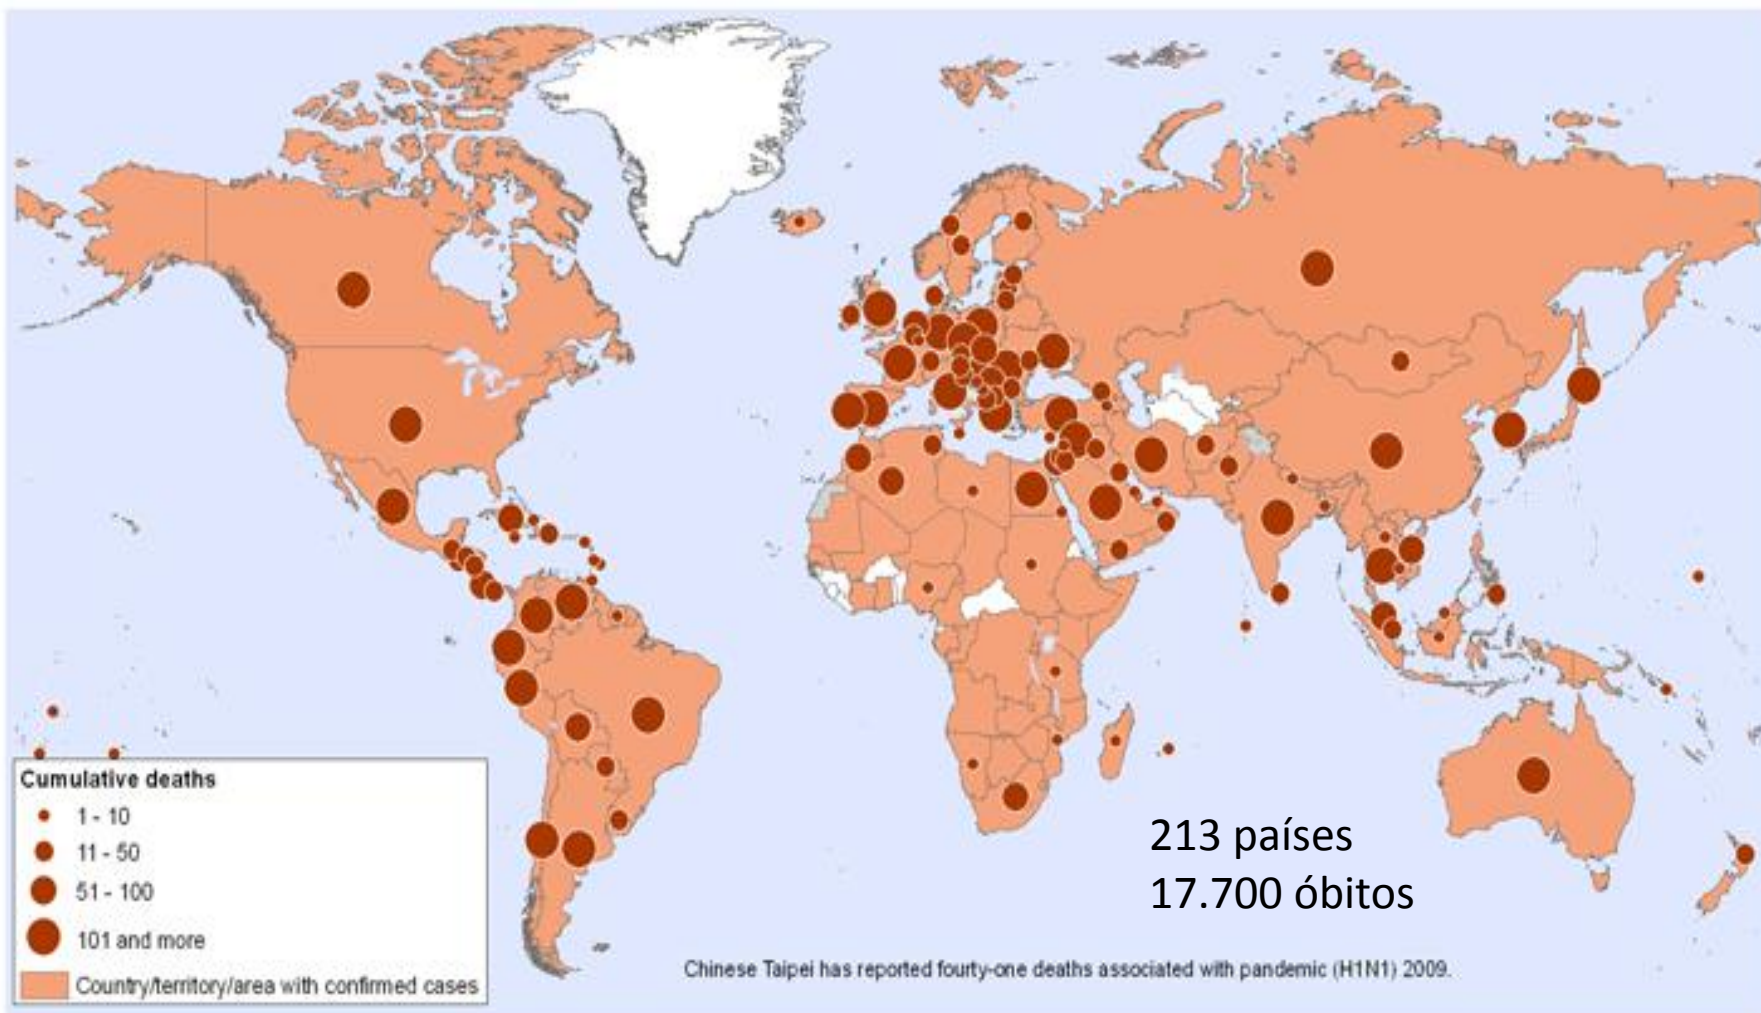 Cumulative deaths
1 - 10
11 - 50
51 - 100
101 and more
Country/territory/area with confirmed cases
213 países
17.700 óbitos
Chinese Taipei has reported fourty-one deaths associated with pandemic (H1N1) 2009.